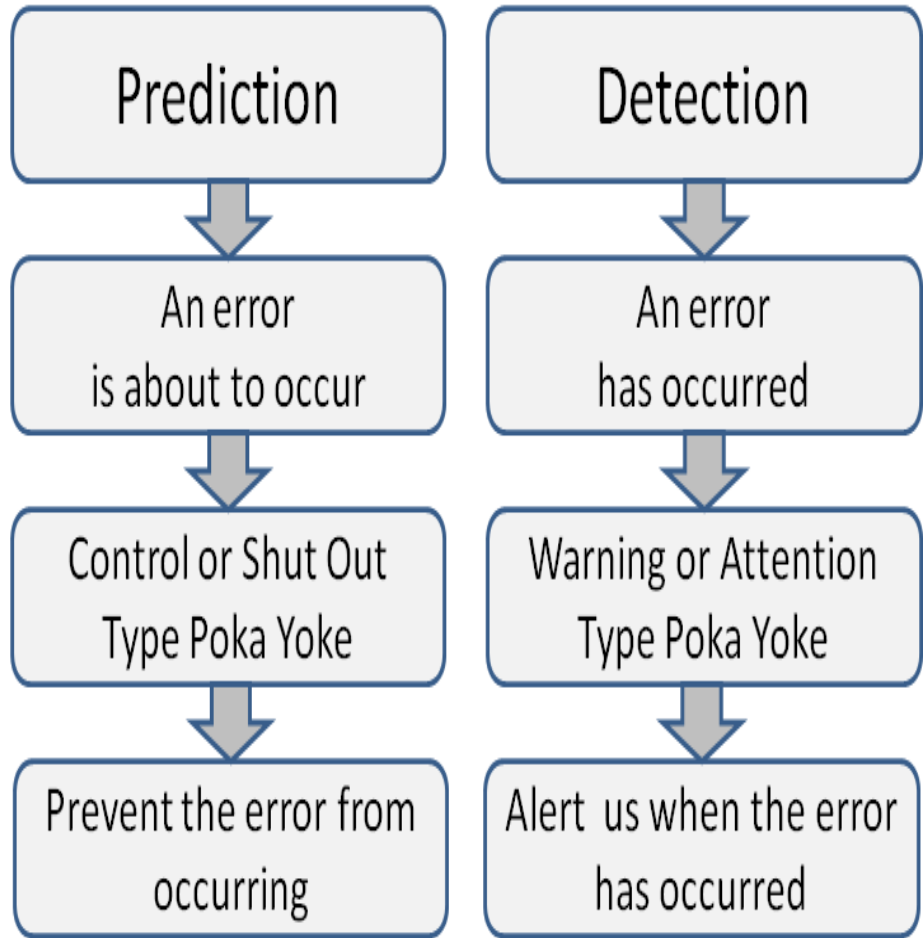 Prediction
An error
is about to occur
Control or Shut Out
Type Poka Yoke
Prevent the error from
occurring
Detection
An error
has occurred
Warning or Attention
Type Poka Yoke
Alert us when the error
has occurred